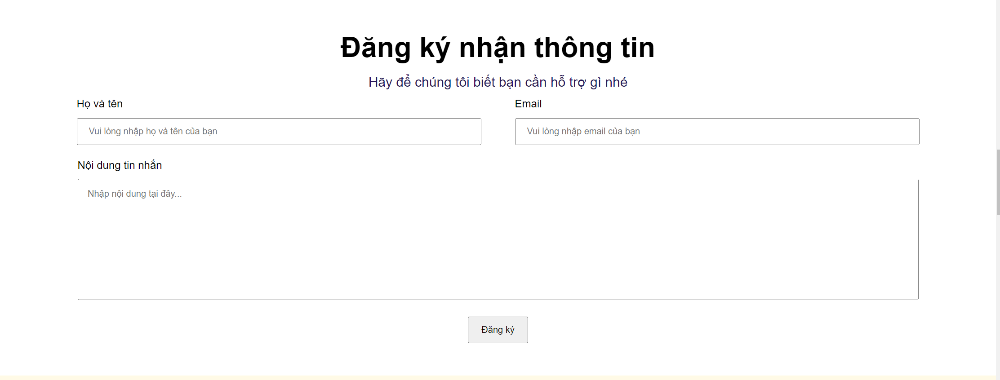 Đăng ký nhận thông tin
Hãy để chúng tôi biết bạn cần hỗ trợ gì nhé
Họ và tên
Email
Vui lòng nhập họ và tên của bạn
Vui lòng nhập email của bạn
Nội dung tin nhắn
Nhập nội dung tại đây...
Đăng ký